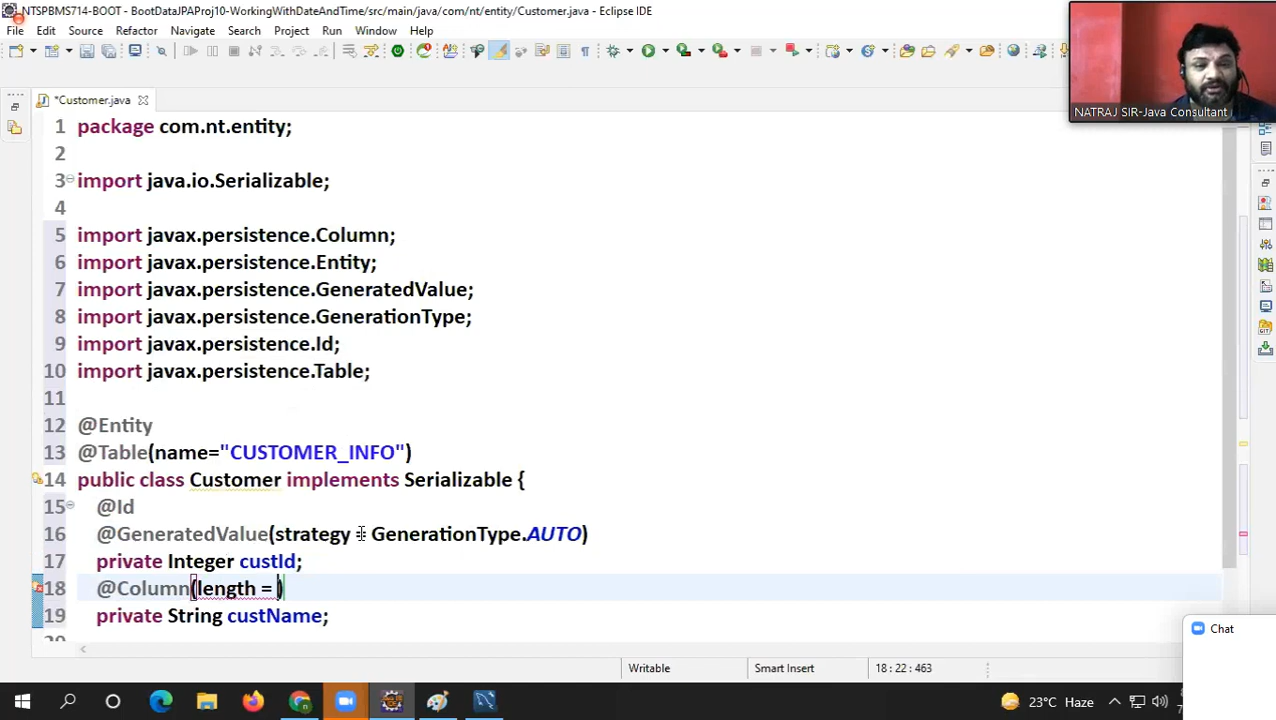 NTSPBMS714-BOOT - BootDataJPAProj10-WorkingWithDateAndTime/src/main/java/com/nt/entity/Customer.java - Eclipse IDE
File Edit Source Refactor Navigate Search Project Run Window Help
NATRAJ SIR-Java Consultant
*Customer.java
1 package com.nt.entity;
2
3 import java.io.Serializable;
4
5 import javax.persistence.Column;
6 import javax.persistence.Entity;
7 import javax.persistence.GeneratedValue;
8 import javax.persistence.GenerationType;
9 import javax.persistence.Id;
10 import javax.persistence.Table;
11
12 @Entity
13 @Table(name="CUSTOMER_INFO")
14 public class Customer implements Serializable {
15 @Id
16 @GeneratedValue(strategy = GenerationType.AUTO)
17 private Integer custId;
18 @Column(length = )
19 private String custName;
Chat
Writable Smart Insert 18 : 22 : 463
23°C Haze